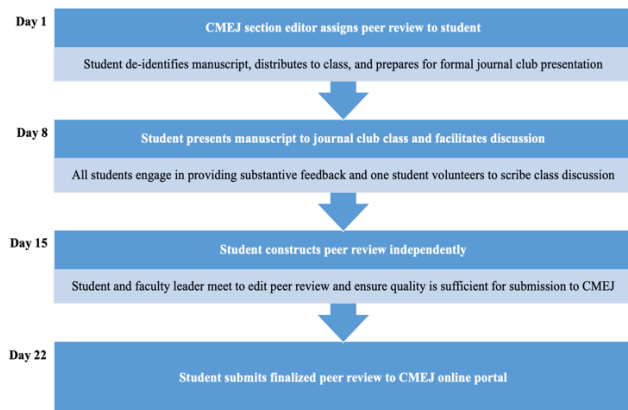 Day 1
CMEJ section editor assigns peer review to student
Student de-identifies manuscript, distributes to class, and prepares for formal journal club presentation
Day 8
Student presents manuscript to journal club class and facilitates discussion
All students engage in providing substantive feedback and one student volunteers to scribe class discussion
Day 15
Student constructs peer review independently
Student and faculty leader meet to edit peer review and ensure quality is sufficient for submission to CMEJ
Day 22
Student submits finalized peer review to CMEJ online portal